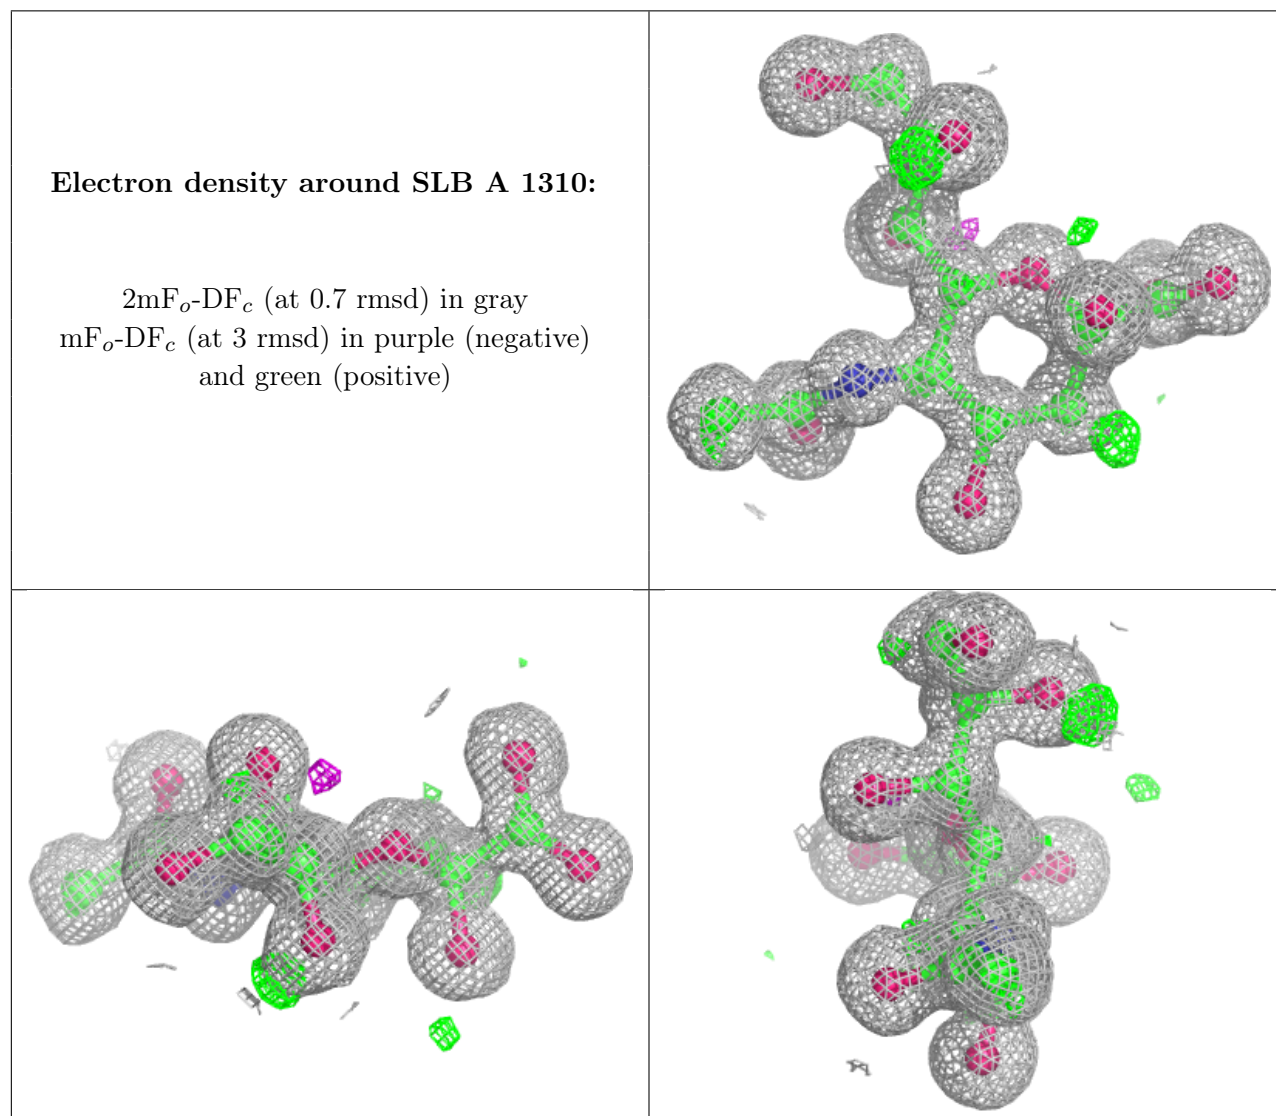 Electron density around SLB A 1310:
2mFo-DFc (at 0.7 rmsd) in gray
mFo-DFc (at 3 rmsd) in purple (negative)
and green (positive)